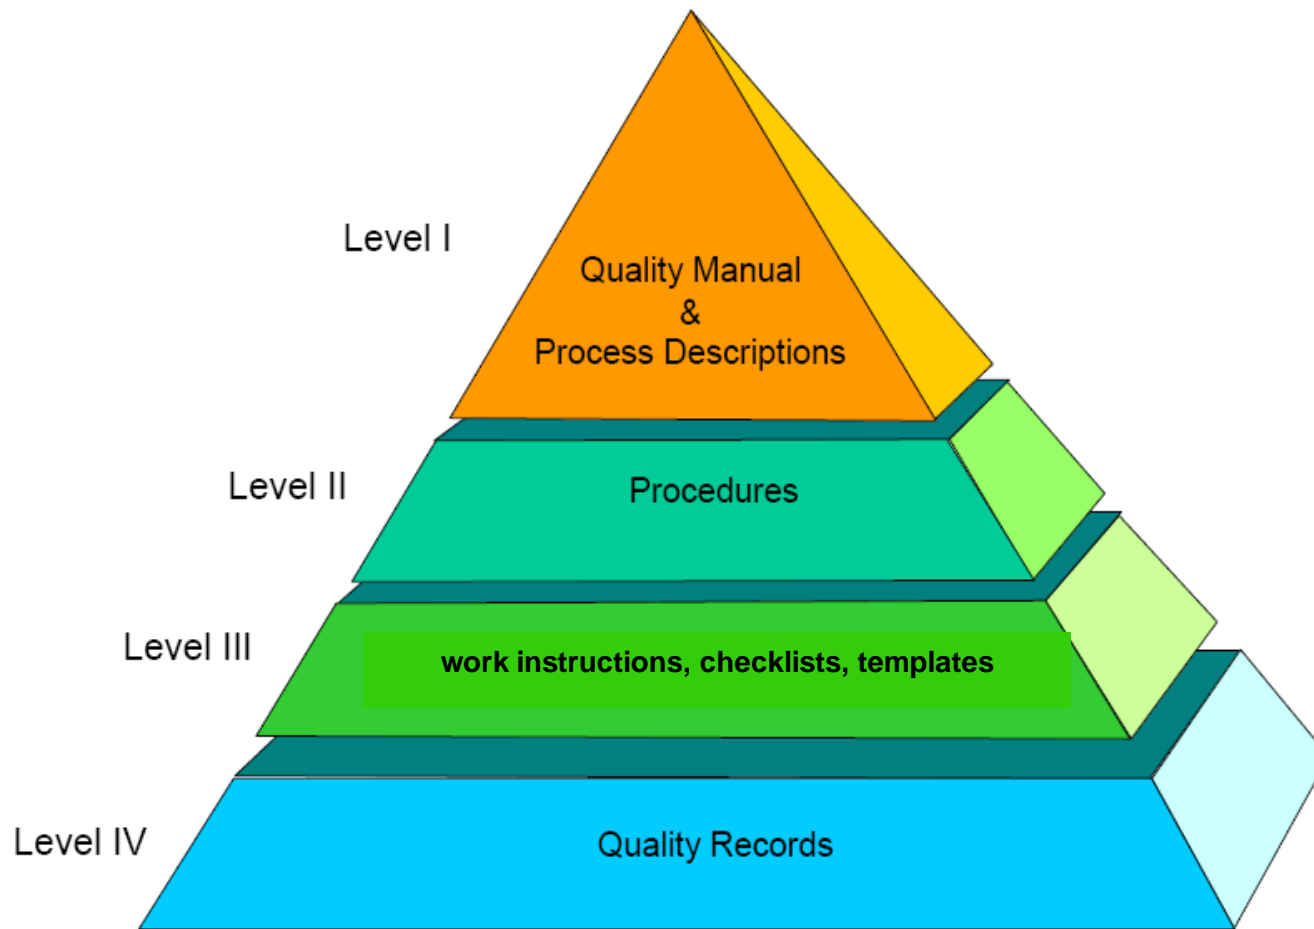 Level I
Quality Manual
&
Process Descriptions
Level II
Procedures
Level III
work instructions, checklists, templates
Level IV
Quality Records